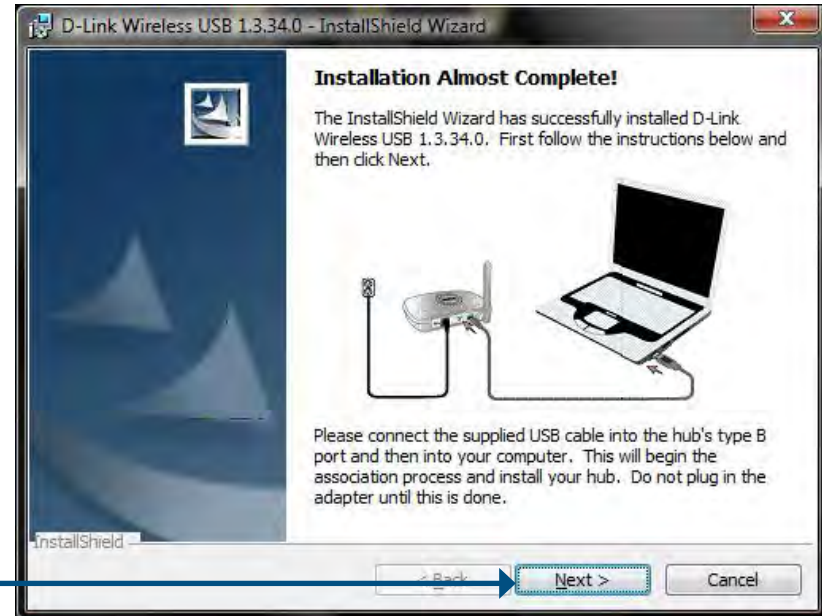 D-Link Wireless USB 1.3.34.0 - InstallShield Wizard
Installation Almost Complete!
The InstallShield Wizard has successfully installed D-Link
Wireless USB 1.3.34.0. First follow the instructions below and
then click Next.
Please connect the supplied USB cable into the hub's type B
port and then into your computer. This will begin the
association process and install your hub. Do not plug in the
adapter until this is done.
InstallShield
< Back
Next >
Cancel